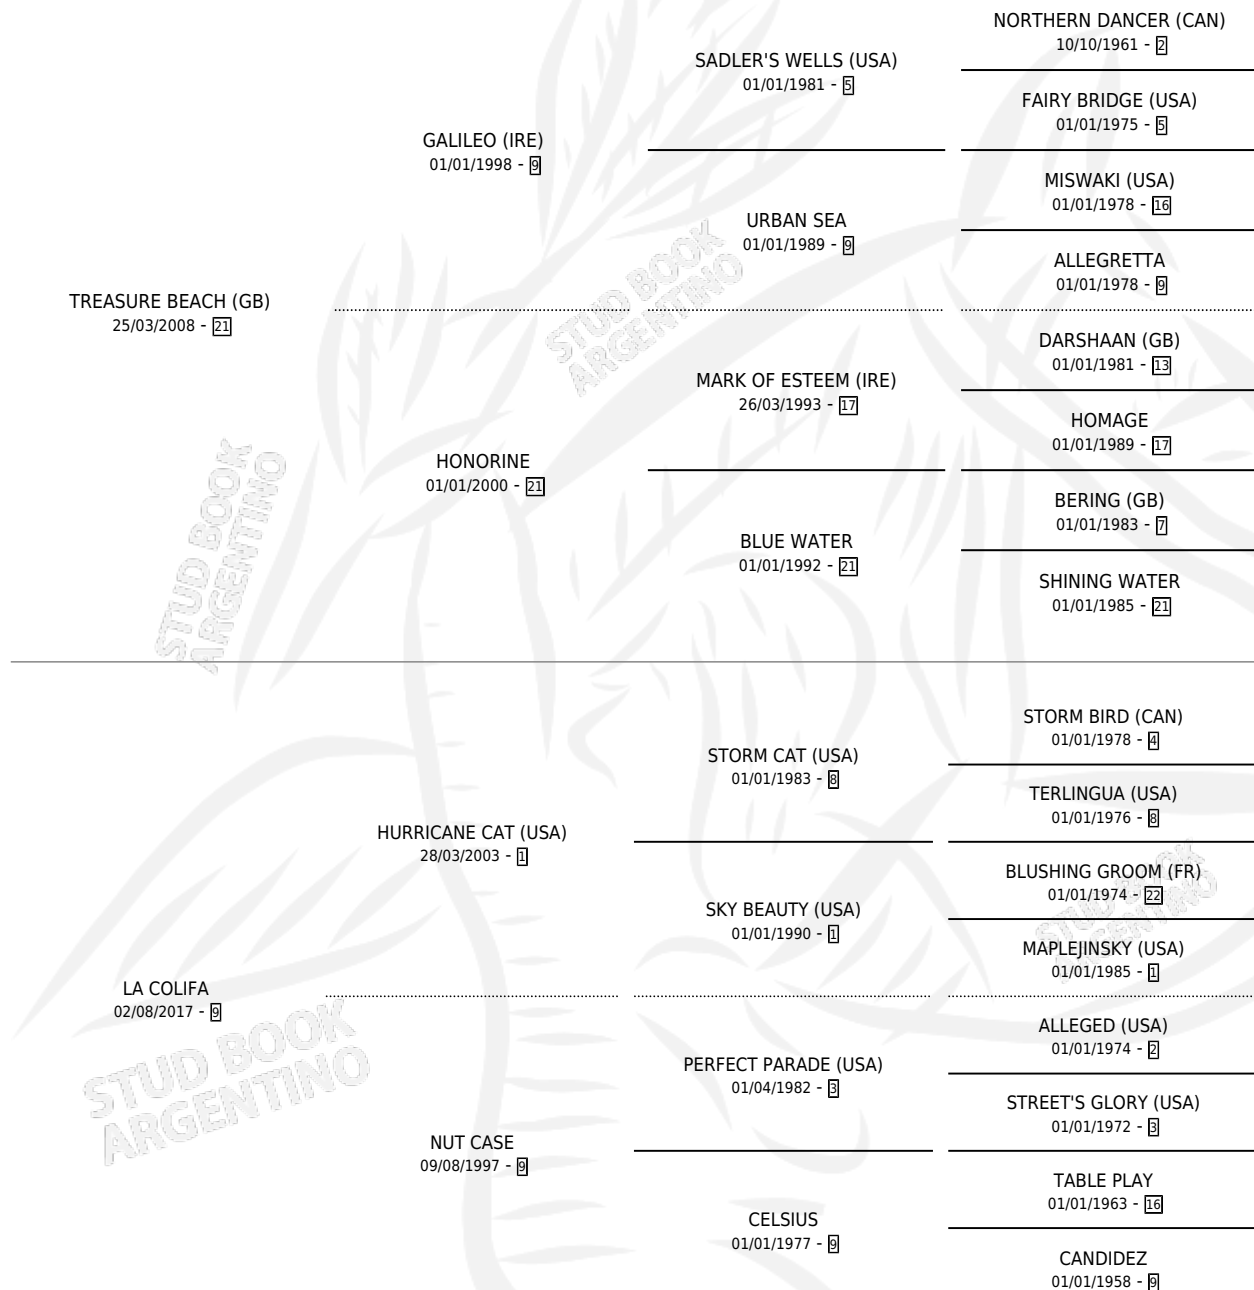 NORTHERN DANCER (CAN)
10/10/1961 - 2
SADLER'S WELLS (USA)
01/01/1981 - 5
FAIRY BRIDGE (USA)
01/01/1975 - 5
GALILEO (IRE)
01/01/1998 - 9
MISWAKI (USA)
01/01/1978 - 16
URBAN SEA
01/01/1989 - 9
ALLEGRETTA
01/01/1978 - 9
TREASURE BEACH (GB)
25/03/2008 - 21
DARSHAAN (GB)
01/01/1981 - 13
MARK OF ESTEEM (IRE)
26/03/1993 - 17
HOMAGE
01/01/1989 - 17
HONORINE
01/01/2000 - 21
BERING (GB)
01/01/1983 - 7
BLUE WATER
01/01/1992 - 21
SHINING WATER
01/01/1985 - 21
STORM BIRD (CAN)
01/01/1978 - 4
STORM CAT (USA)
01/01/1983 - 8
TERLINGUA (USA)
01/01/1976 - 8
HURRICANE CAT (USA)
28/03/2003 - 1
BLUSHING GROOM (FR)
01/01/1974 - 22
SKY BEAUTY (USA)
01/01/1990 - 1
MAPLEJINSKY (USA)
01/01/1985 - 1
LA COLIFA
02/08/2017 - 9
ALLEGED (USA)
01/01/1974 - 2
PERFECT PARADE (USA)
01/04/1982 - 3
STREET'S GLORY (USA)
01/01/1972 - 3
NUT CASE
09/08/1997 - 9
TABLE PLAY
01/01/1963 - 16
CELSIUS
01/01/1977 - 9
CANDIDEZ
01/01/1958 - 9
STUD BOOK
ARGENTINO
STUD BOOK
ARGENTINO
STUD BOOK
ARGENTINO
STUD BOOK
ARGENTINO